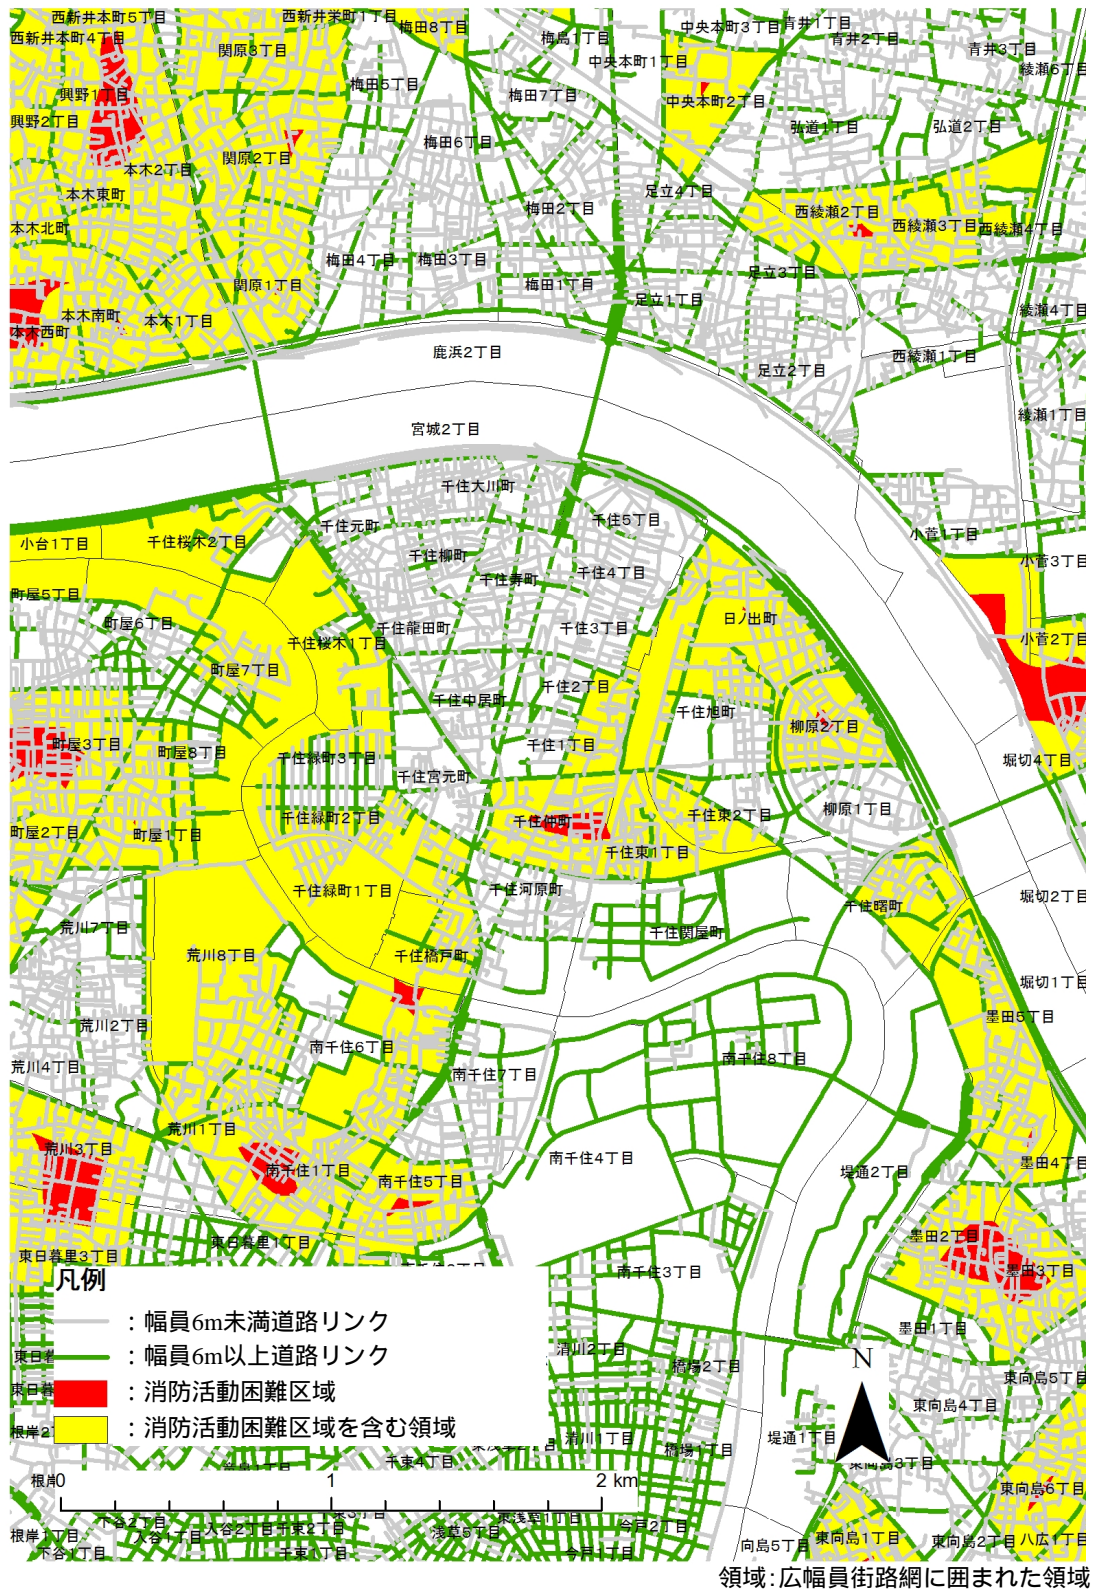 西新井本町5丁目
西新井栄町1丁目
梅田8丁目
中央本町3丁目
青井1丁目
西新井本町4丁目
関原3丁目
梅島1丁目
青井2丁目
青井3丁目
中央本町1丁目
綾瀬6丁目
興野1丁目
梅田5丁目
梅田7丁目
中央本町2丁目
興野2丁目
梅田6丁目
弘道1丁目
弘道2丁目
本木2丁目
関原2丁目
本木東町
梅田2丁目
足立4丁目
本木北町
西綾瀬2丁目
西綾瀬3丁目
西綾瀬4丁目
梅田4丁目
梅田3丁目
足立3丁目
関原1丁目
梅田1丁目
足立1丁目
本木南町
本木1丁目
本木西町
綾瀬4丁目
鹿浜2丁目
西綾瀬1丁目
足立2丁目
宮城2丁目
綾瀬1丁目
千住大川町
千住元町
千住5丁目
小菅1丁目
小台1丁目
千住桜木2丁目
千住柳町
小菅3丁目
千住寿町
千住4丁目
町屋5丁目
町屋6丁目
千住龍田町
千住3丁目
日ノ出町
小菅2丁目
千住桜木1丁目
町屋7丁目
千住2丁目
千住中居町
千住旭町
柳原2丁目
町屋3丁目
町屋8丁目
千住緑町3丁目
千住1丁目
堀切4丁目
千住宮元町
町屋2丁目
町屋1丁目
千住緑町2丁目
千住仲町
千住東2丁目
柳原1丁目
千住東1丁目
千住緑町1丁目
千住河原町
堀切2丁目
千住曙町
荒川7丁目
千住関屋町
荒川8丁目
千住橋戸町
堀切1丁目
荒川2丁目
墨田5丁目
南千住6丁目
南千住8丁目
荒川4丁目
南千住7丁目
荒川1丁目
荒川3丁目
南千住1丁目
南千住5丁目
南千住4丁目
堤通2丁目
墨田4丁目
東日暮里3丁目
東日暮里1丁目
墨田2丁目
墨田3丁目
南千住3丁目
凡例
：幅員6m未満道路リンク
：幅員6m以上道路リンク
：消防活動困難区域
：消防活動困難区域を含む領域
東日暮
東日暮
根岸2
清川2丁目
橋場2丁目
墨田1丁目
N
東向島5丁目
東向島4丁目
清川1丁目
橋場1丁目
堤通1丁目
東向島3丁目
千束4丁目
東向島6丁目
根岸
0 1 2 km
下谷2丁目
入谷2丁目
千束2丁目
東浅草1丁目
今戸2丁目
根岸1丁目
入谷1丁目
浅草5丁目
東向島1丁目
東向島2丁目
八広1丁目
下谷1丁目
千束1丁目
今戸1丁目
向島5丁目
領域:広幅員街路網に囲まれた領域